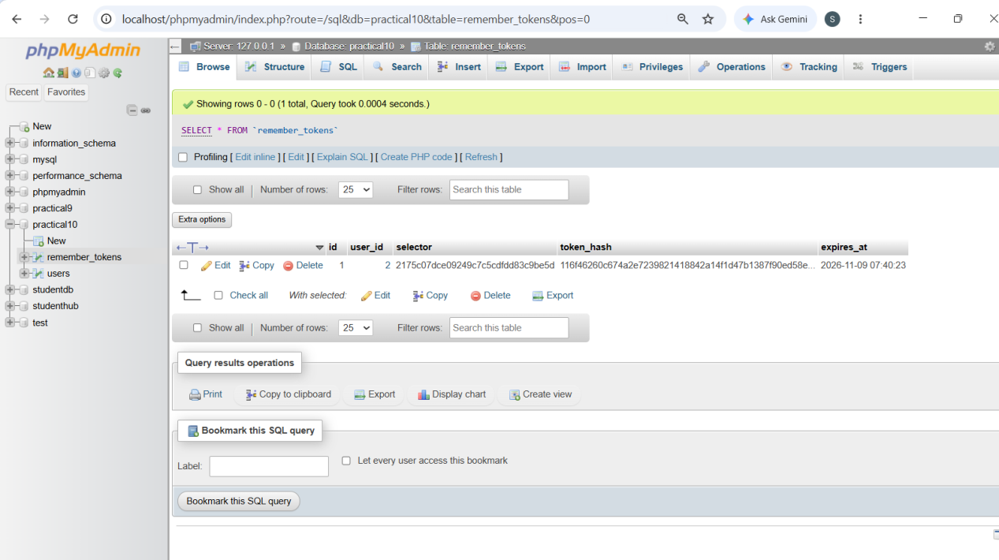 localhost/phpmyadmin/index.php?route=/sql&db=practical10&table=remember_tokens&pos=0
Ask Gemini
S
phpMyAdmin
Recent
Favorites
New
information_schema
mysql
performance_schema
phpmyadmin
practical9
practical10
New
remember_tokens
users
studentdb
studenthub
test
Server: 127.0.0.1 » Database: practical10 » Table: remember_tokens
Browse Structure SQL Search Insert Export Import Privileges Operations Tracking Triggers
Showing rows 0 - 0 (1 total, Query took 0.0004 seconds.)
SELECT * FROM `remember_tokens`
Profiling [ Edit inline ] [ Edit ] [ Explain SQL ] [ Create PHP code ] [ Refresh ]
Show all | Number of rows: 25 Filter rows: Search this table
Extra options
←T→ id user_id selector token_hash expires_at
Edit Copy Delete 1 2 2175c07dce09249c7c5cdfdd83c9be5d 116f46260c674a2e7239821418842a14f1d47b1387f90ed58e... 2026-11-09 07:40:23
Check all With selected: Edit Copy Delete Export
Show all | Number of rows: 25 Filter rows: Search this table
Query results operations
Print Copy to clipboard Export Display chart Create view
Bookmark this SQL query
Label: Let every user access this bookmark
Bookmark this SQL query